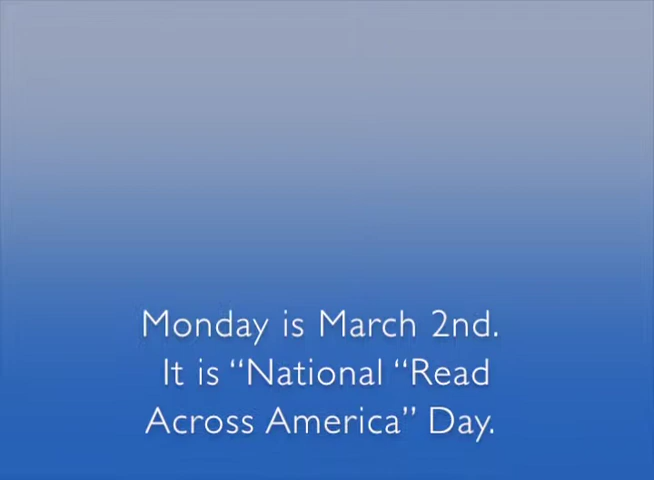 Monday is March 2nd.
It is “National “Read
Across America” Day.